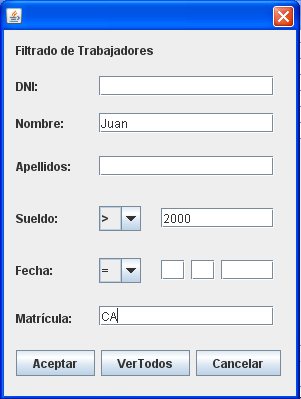 Filtrado de Trabajadores
DNI:
Nombre: Juan
Apellidos:
Sueldo: > 2000
Fecha: =
Matrícula: CA
Aceptar VerTodos Cancelar